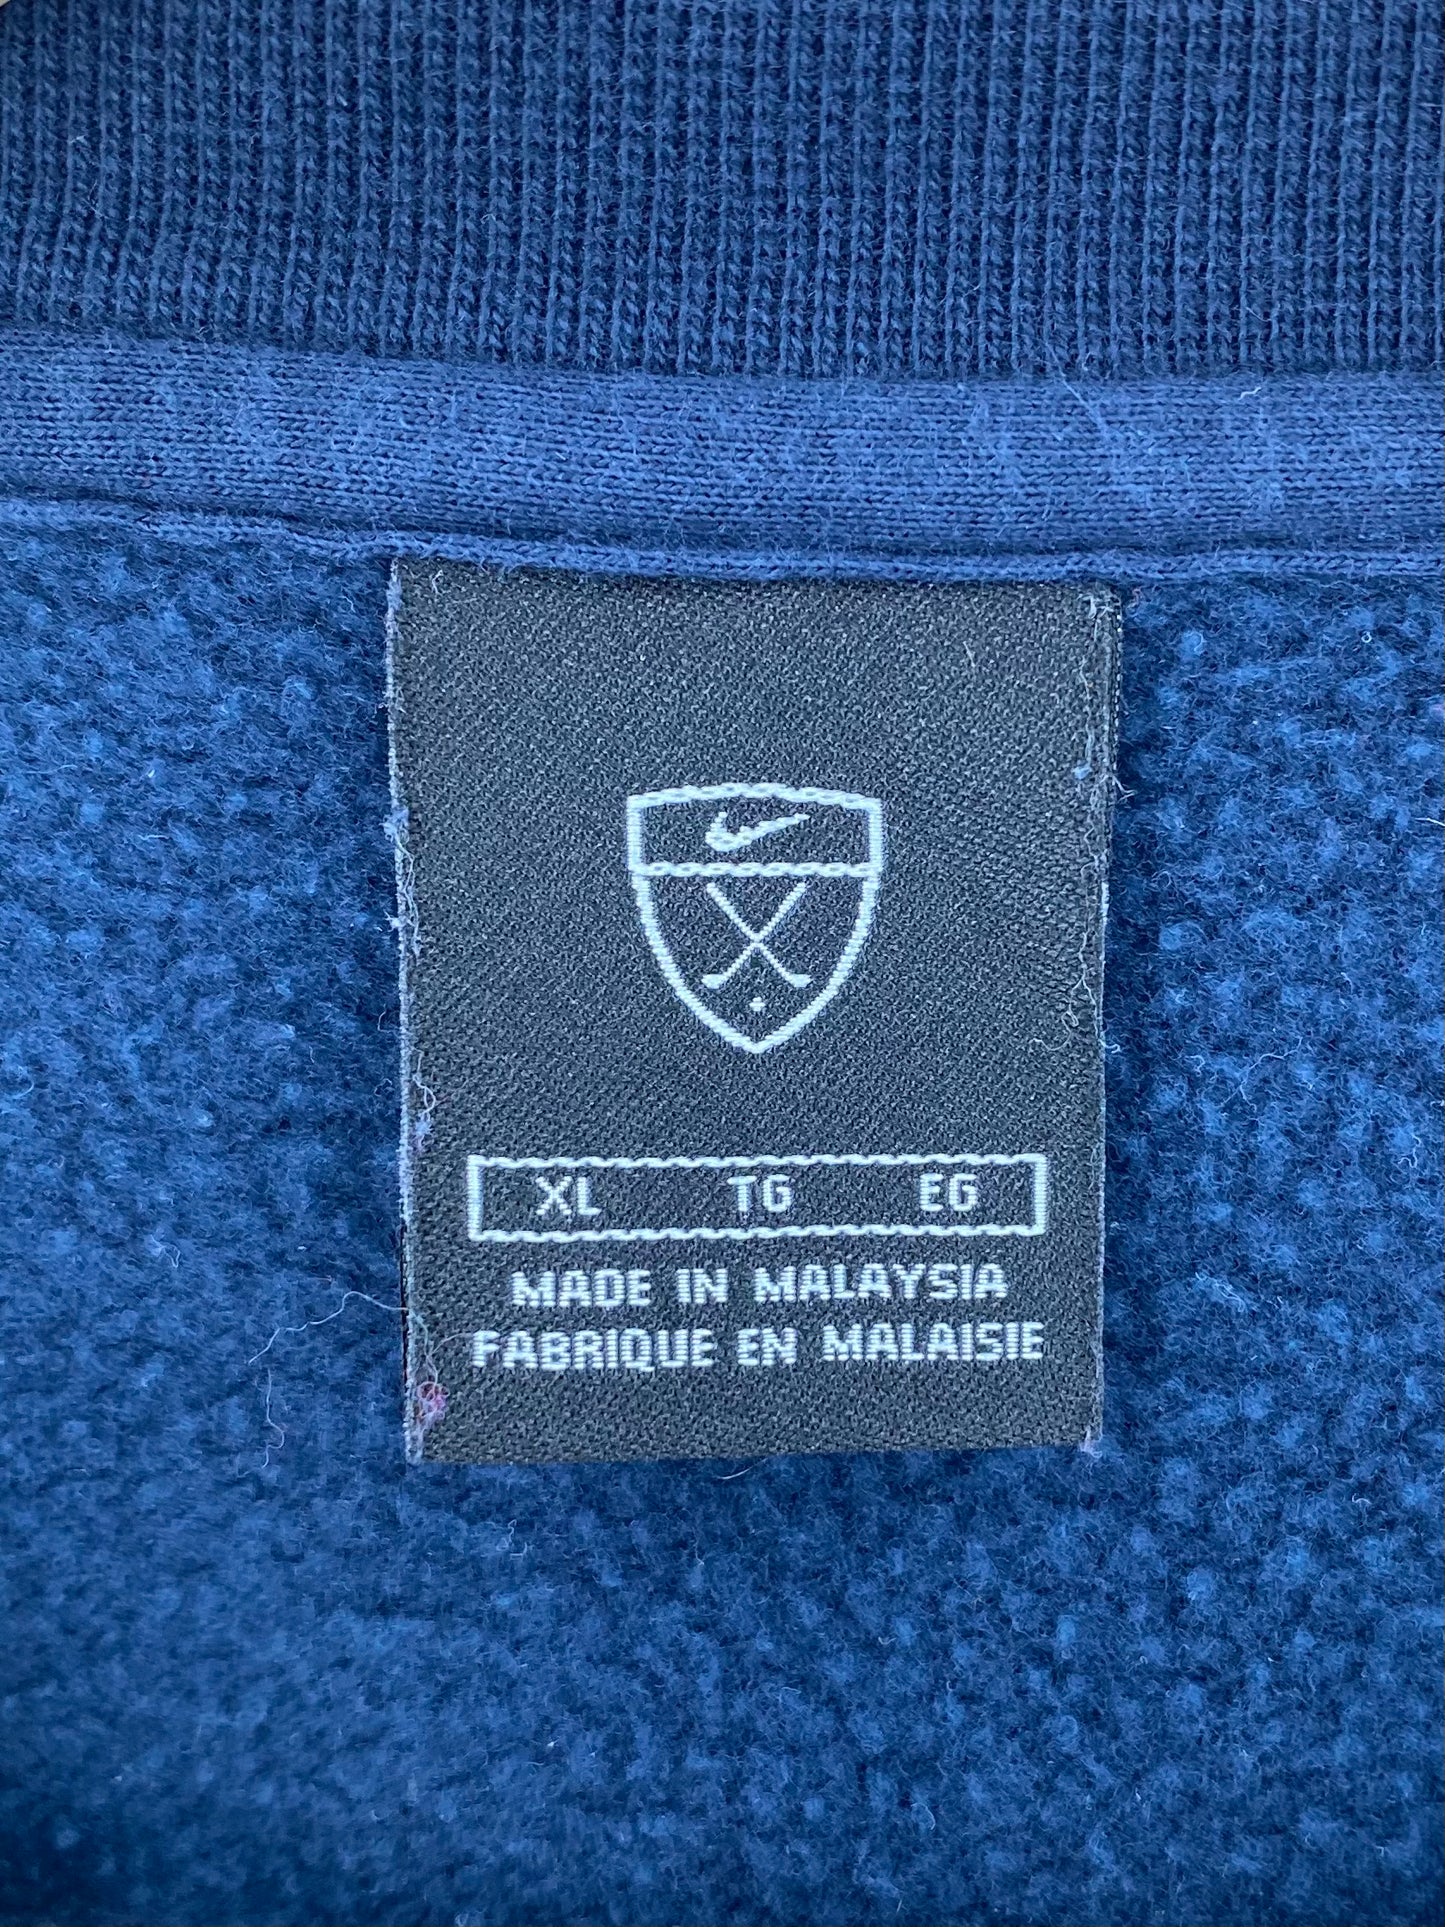 XL TG EG
MADE IN MALAYSIA
FABRIQUE EN MALAISIE